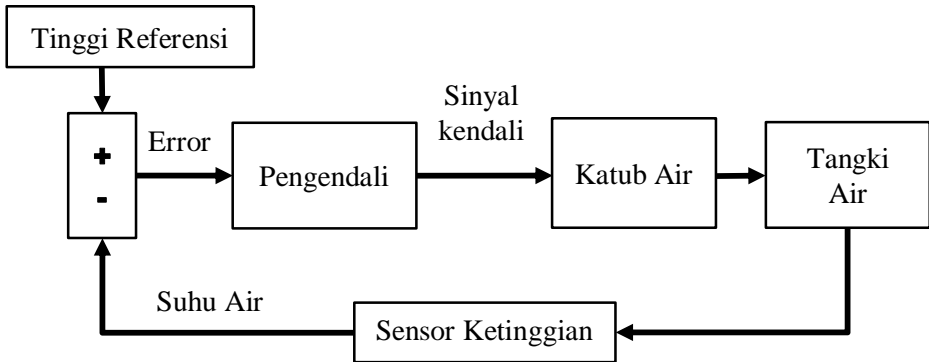 Tinggi Referensi
+
-
Error
Pengendali
Sinyal
kendali
Katub Air
Tangki
Air
Suhu Air
Sensor Ketinggian